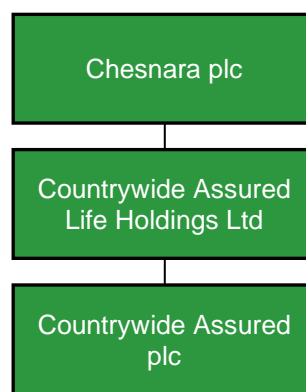 Chesnara plc
Countrywide Assured
Life Holdings Ltd
Countrywide Assured
plc